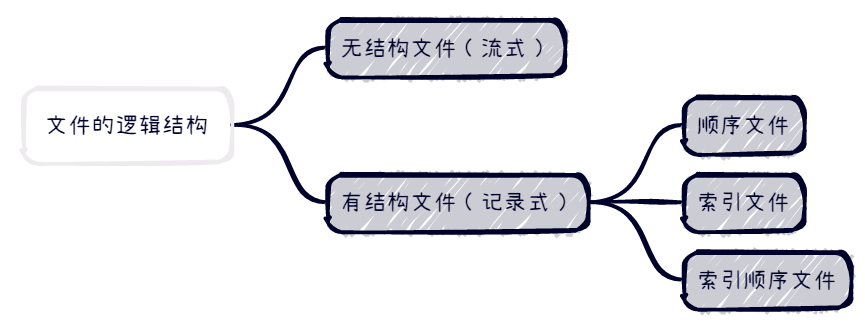 文件的逻辑结构
无结构文件（流式）
有结构文件（记录式）
顺序文件
索引文件
索引顺序文件